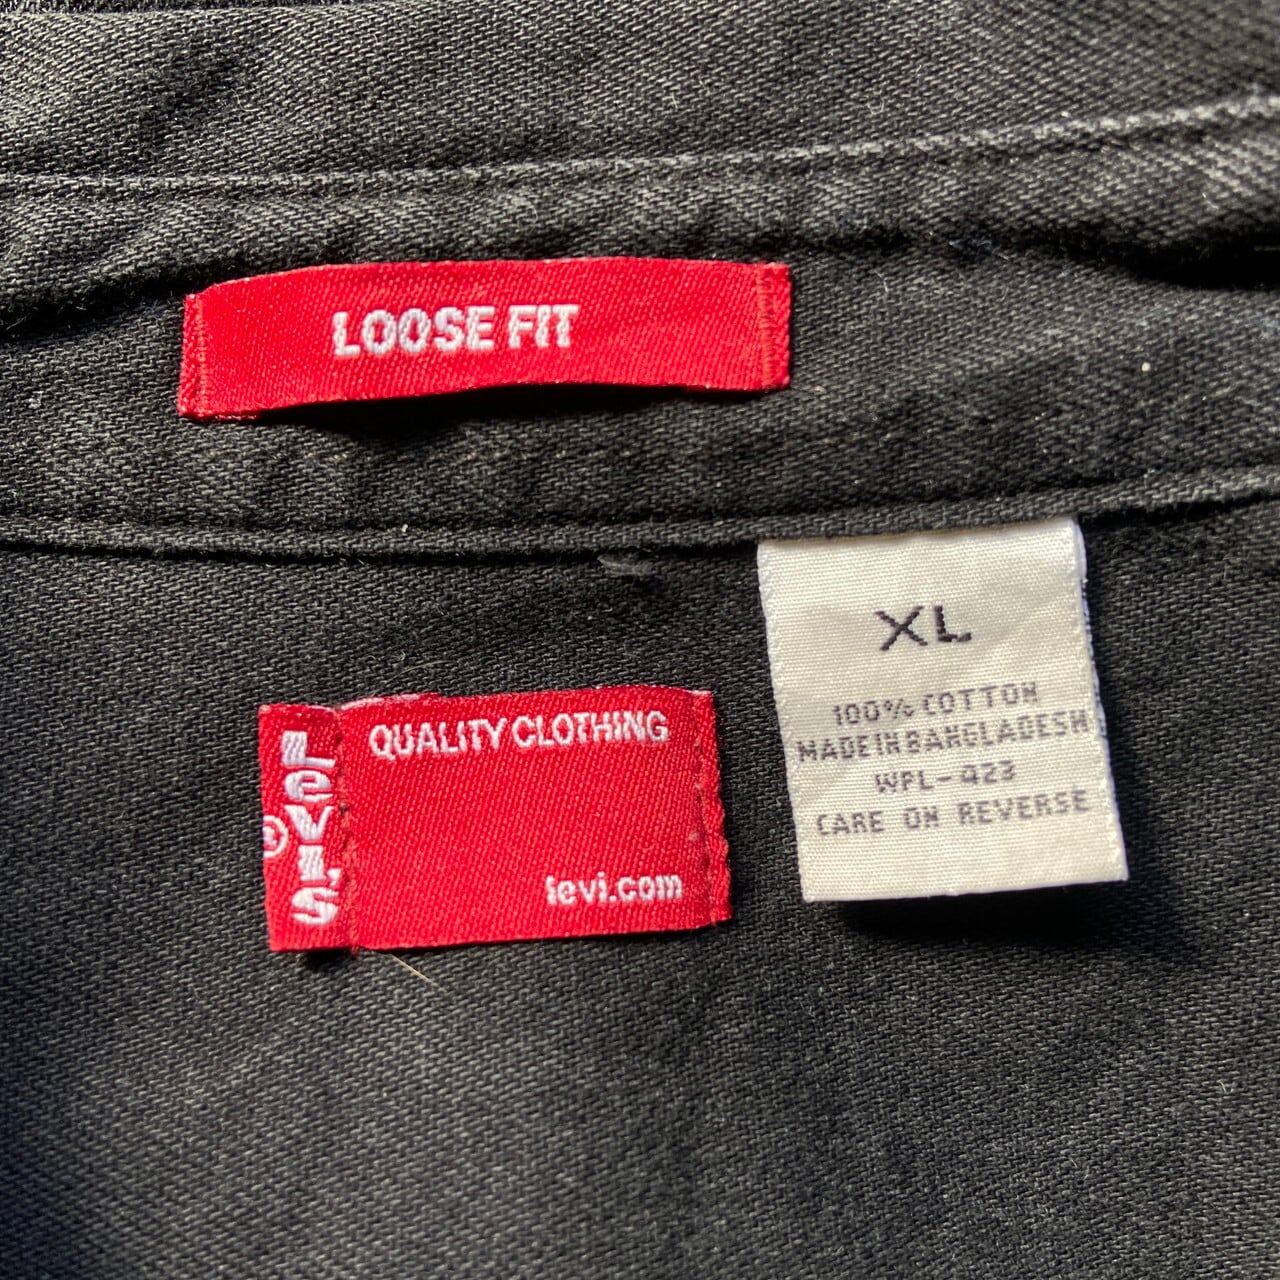 LOOSE FIT
LEVI'S
®
QUALITY CLOTHING
levi.com
XL
100% COTTON
MADE IN BANGLADESH
WPL-423
CARE ON REVERSE